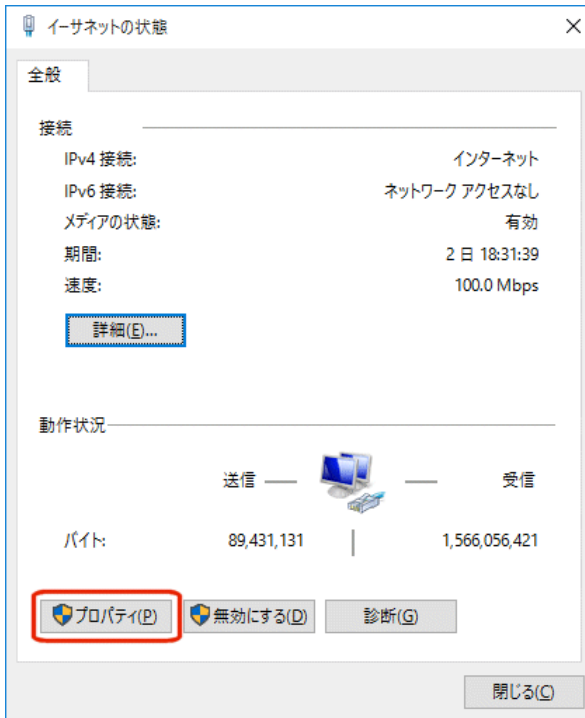 イーサネットの状態
全般
接続
IPv4 接続: インターネット
IPv6 接続: ネットワーク アクセスなし
メディアの状態: 有効
期間: 2 日 18:31:39
速度: 100.0 Mbps
詳細(E)...
動作状況
送信 受信
バイト: 89,431,131 1,566,056,421
プロパティ(P) 無効にする(D) 診断(G)
閉じる(C)